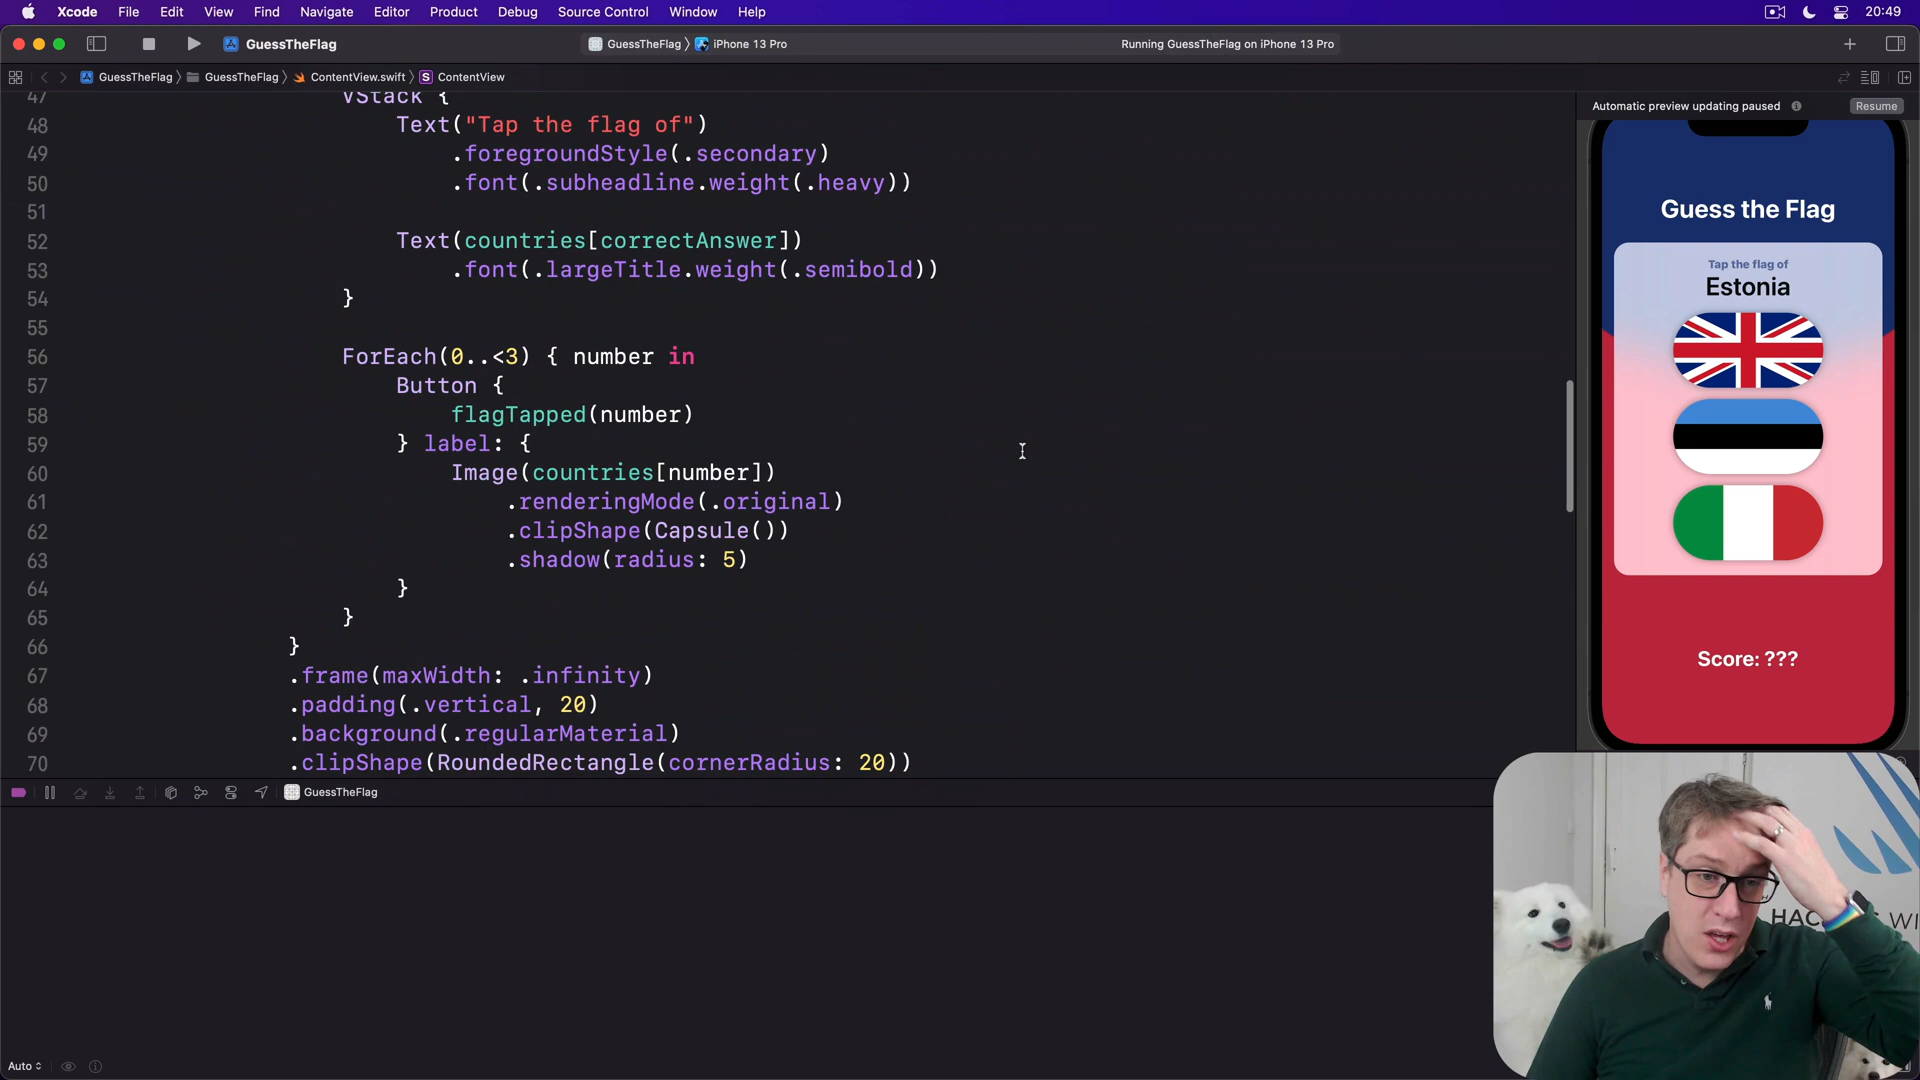 Xcode File Edit View Find Navigate Editor Product Debug Source Control Window Help 20:49
GuessTheFlag GuessTheFlag iPhone 13 Pro Running GuessTheFlag on iPhone 13 Pro
GuessTheFlag GuessTheFlag ContentView.swift S ContentView
47 VStack {
48 Text("Tap the flag of")
49 .foregroundStyle(.secondary)
50 .font(.subheadline.weight(.heavy))
51
52 Text(countries[correctAnswer])
53 .font(.largeTitle.weight(.semibold))
54 }
55
56 ForEach(0..<3) { number in
57 Button {
58 flagTapped(number)
59 } label: {
60 Image(countries[number])
61 .renderingMode(.original)
62 .clipShape(Capsule())
63 .shadow(radius: 5)
64 }
65 }
66 }
67 .frame(maxWidth: .infinity)
68 .padding(.vertical, 20)
69 .background(.regularMaterial)
70 .clipShape(RoundedRectangle(cornerRadius: 20))
Automatic preview updating paused Resume
Guess the Flag
Tap the flag of
Estonia
Score: ???
GuessTheFlag
Auto